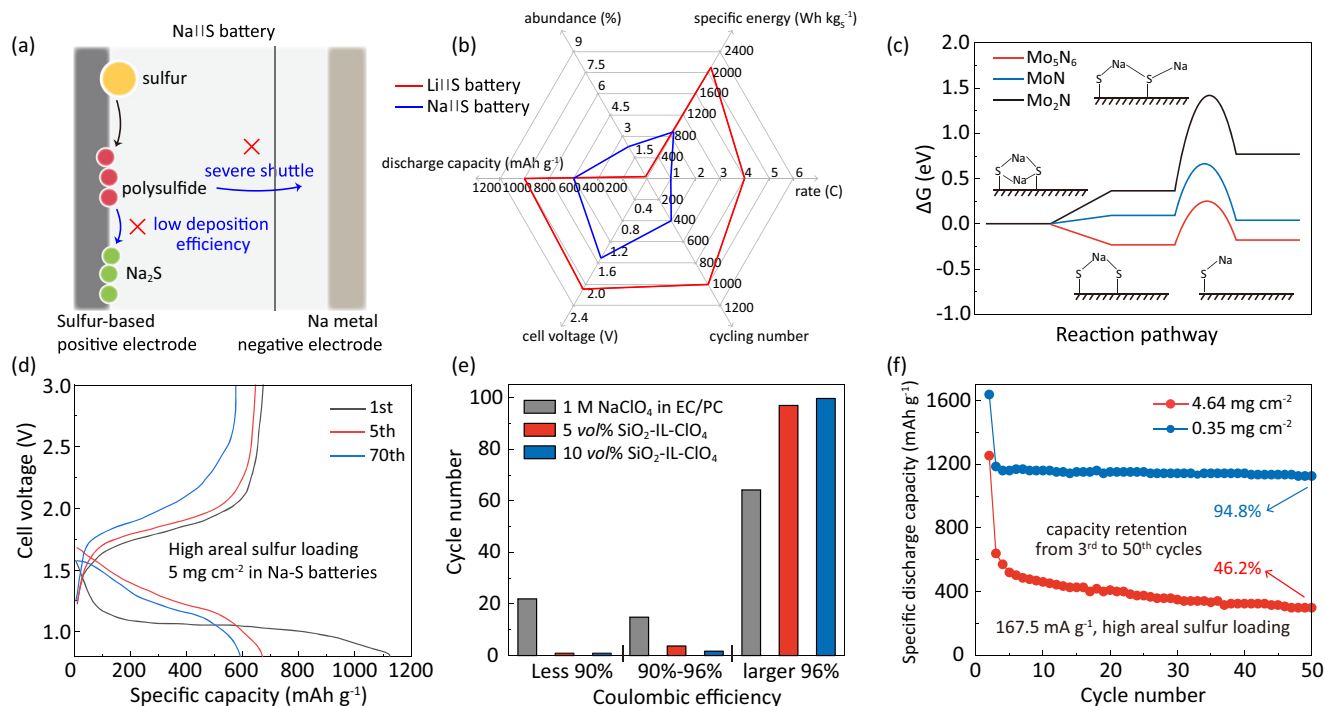 (a)
Na||S battery
sulfur
polysulfide
severe shuttle
low deposition
efficiency
Na₂S
Sulfur-based
positive electrode
Na metal
negative electrode
(b)
abundance (%)
specific energy (Wh kgₛ⁻¹)
Li||S battery
Na||S battery
discharge capacity (mAh g⁻¹)
rate (C)
cell voltage (V)
cycling number
9
7.5
6
4.5
3
1.5
2400
2000
1600
1200
800
400
1200
1000
800
600
400
200
1
2
3
4
5
6
0.4
0.8
1.2
1.6
2.0
2.4
200
400
600
800
1000
1200
(c)
2.0
1.5
1.0
0.5
0.0
-0.5
-1.0
ΔG (eV)
Mo₅N₆
MoN
Mo₂N
Na
S
S
Na
Na
S
S
Na
Na
S
S
Na
S
Reaction pathway
(d)
3.0
2.5
2.0
1.5
1.0
Cell voltage (V)
1st
5th
70th
High areal sulfur loading
5 mg cm⁻² in Na-S batteries
0
200
400
600
800
1000
1200
Specific capacity (mAh g⁻¹)
(e)
100
80
60
40
20
0
Cycle number
1 M NaClO₄ in EC/PC
5 vol% SiO₂-IL-ClO₄
10 vol% SiO₂-IL-ClO₄
Less 90%
90%-96%
larger 96%
Coulombic efficiency
(f)
1600
1200
800
400
0
Specific discharge capacity (mAh g⁻¹)
4.64 mg cm⁻²
0.35 mg cm⁻²
94.8%
capacity retention
from 3ʳᵈ to 50ᵗʰ cycles
46.2%
167.5 mA g⁻¹, high areal sulfur loading
0
10
20
30
40
50
Cycle number